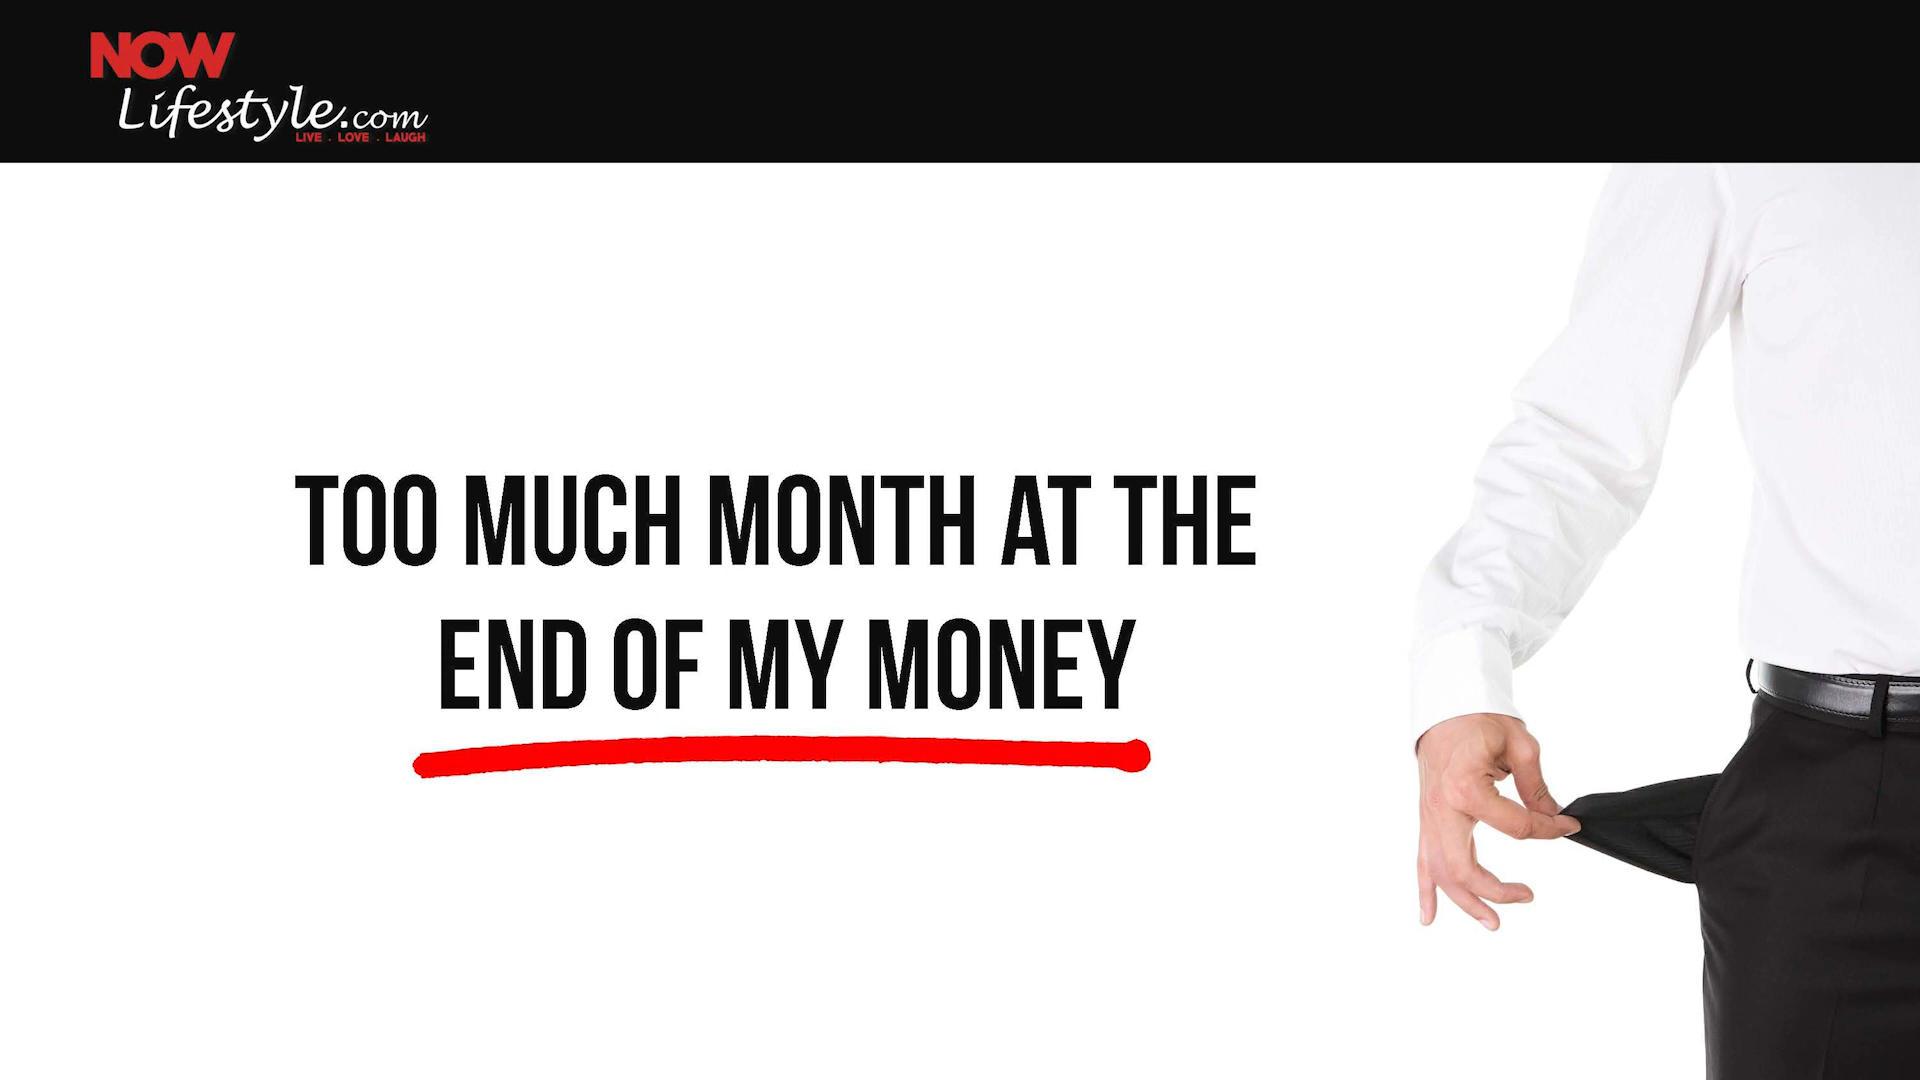 NOW
Lifestyle.com
LIVE . LOVE . LAUGH
TOO MUCH MONTH AT THE
END OF MY MONEY